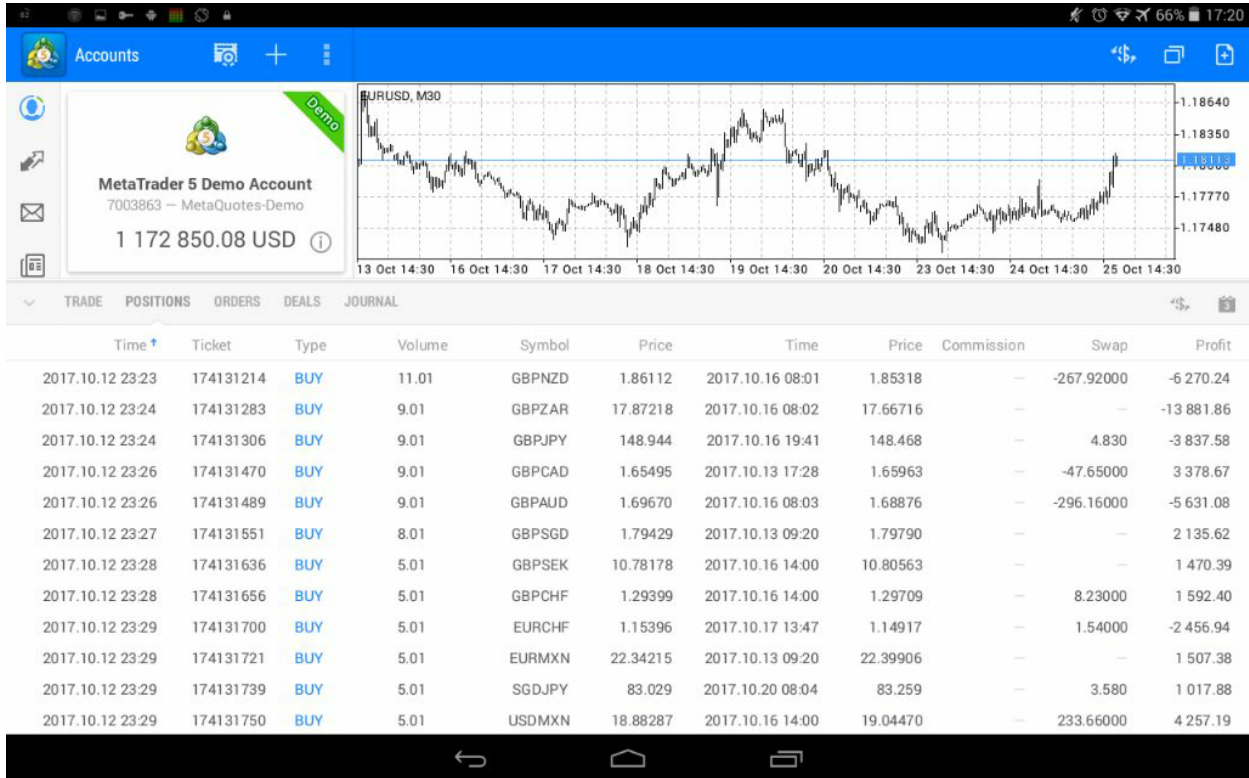 66% 17:20
Accounts
Demo
5
MetaTrader 5 Demo Account
7003863 — MetaQuotes-Demo
1 172 850.08 USD
EURUSD, M30
1.18640
1.18350
1.18113
1.17770
1.17480
13 Oct 14:30 16 Oct 14:30 17 Oct 14:30 18 Oct 14:30 19 Oct 14:30 20 Oct 14:30 23 Oct 14:30 24 Oct 14:30 25 Oct 14:30
TRADE POSITIONS ORDERS DEALS JOURNAL
3
Time Ticket Type Volume Symbol Price Time Price Commission Swap Profit
2017.10.12 23:23 174131214 BUY 11.01 GBPNZD 1.86112 2017.10.16 08:01 1.85318 — -267.92000 -6 270.24
2017.10.12 23:24 174131283 BUY 9.01 GBPZAR 17.87218 2017.10.16 08:02 17.66716 — — -13 881.86
2017.10.12 23:24 174131306 BUY 9.01 GBPJPY 148.944 2017.10.16 19:41 148.468 — 4.830 -3 837.58
2017.10.12 23:26 174131470 BUY 9.01 GBPCAD 1.65495 2017.10.13 17:28 1.65963 — -47.65000 3 378.67
2017.10.12 23:26 174131489 BUY 9.01 GBPAUD 1.69670 2017.10.16 08:03 1.68876 — -296.16000 -5 631.08
2017.10.12 23:27 174131551 BUY 8.01 GBPSGD 1.79429 2017.10.13 09:20 1.79790 — — 2 135.62
2017.10.12 23:28 174131636 BUY 5.01 GBPSEK 10.78178 2017.10.16 14:00 10.80563 — — 1 470.39
2017.10.12 23:28 174131656 BUY 5.01 GBPCHF 1.29399 2017.10.16 14:00 1.29709 — 8.23000 1 592.40
2017.10.12 23:29 174131700 BUY 5.01 EURCHF 1.15396 2017.10.17 13:47 1.14917 — 1.54000 -2 456.94
2017.10.12 23:29 174131721 BUY 5.01 EURMXN 22.34215 2017.10.13 09:20 22.39906 — — 1 507.38
2017.10.12 23:29 174131739 BUY 5.01 SGDJPY 83.029 2017.10.20 08:04 83.259 — 3.580 1 017.88
2017.10.12 23:29 174131750 BUY 5.01 USDMXN 18.88287 2017.10.16 14:00 19.04470 — 233.66000 4 257.19